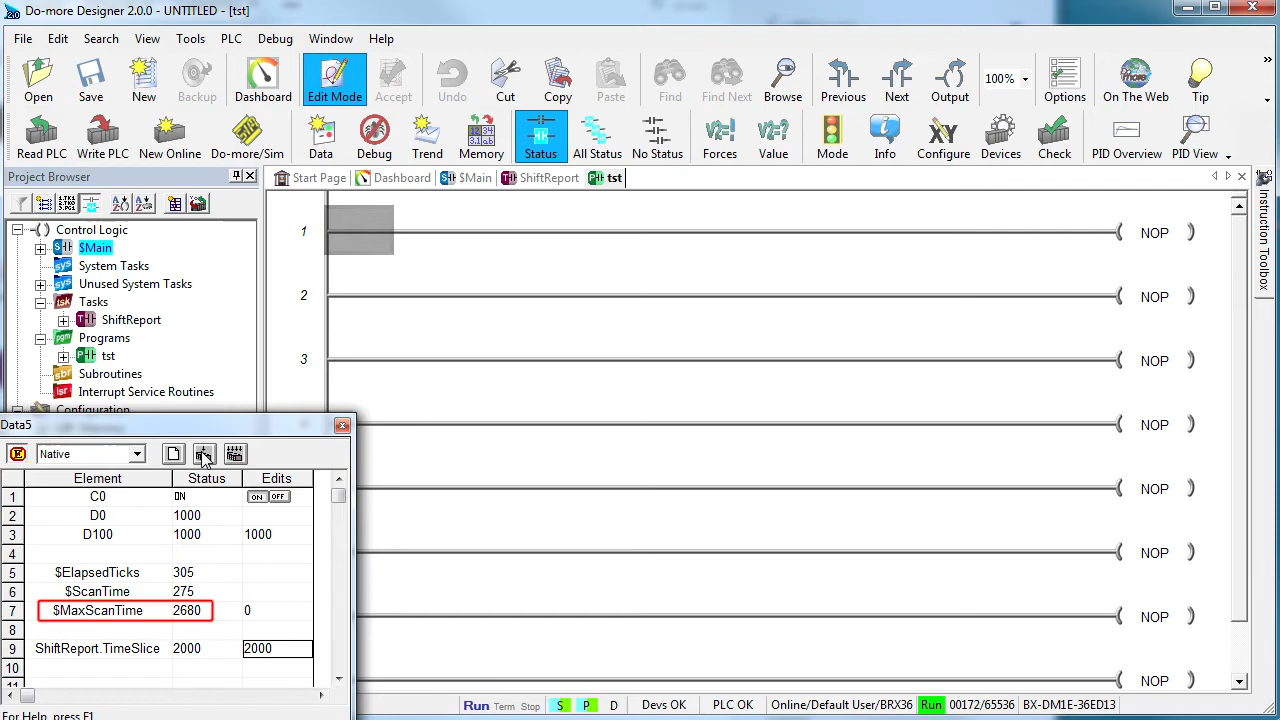 Do-more Designer 2.0.0 - UNTITLED - [tst]
2.0
File Edit Search View Tools PLC Debug Window Help
Open Save New Backup Dashboard Edit Mode Accept Undo Cut Copy Paste Find Find Next Browse Previous Next Output 100% Options On The Web Tip
Read PLC Write PLC New Online Do-more/Sim Data Debug Trend Memory Status All Status No Status Forces Value Mode Info Configure Devices Check PID Overview PID View
Project Browser
Start Page Dashboard $Main ShiftReport tst
Control Logic
$Main
System Tasks
Unused System Tasks
Tasks
ShiftReport
Programs
tst
Subroutines
Interrupt Service Routines
Configuration
1 NOP
2 NOP
3 NOP
NOP
NOP
NOP
NOP
NOP
Instruction Toolbox
Data5
Native
Element Status Edits
1 C0 ON ON OFF
2 D0 1000
3 D100 1000 1000
4
5 $ElapsedTicks 305
6 $ScanTime 275
7 $MaxScanTime 2680 0
8
9 ShiftReport.TimeSlice 2000 2000
10
11
For Help, press F1
Run Term Stop S P D Devs OK PLC OK Online/Default User/BRX36 Run 00172/65536 BX-DM1E-36ED13